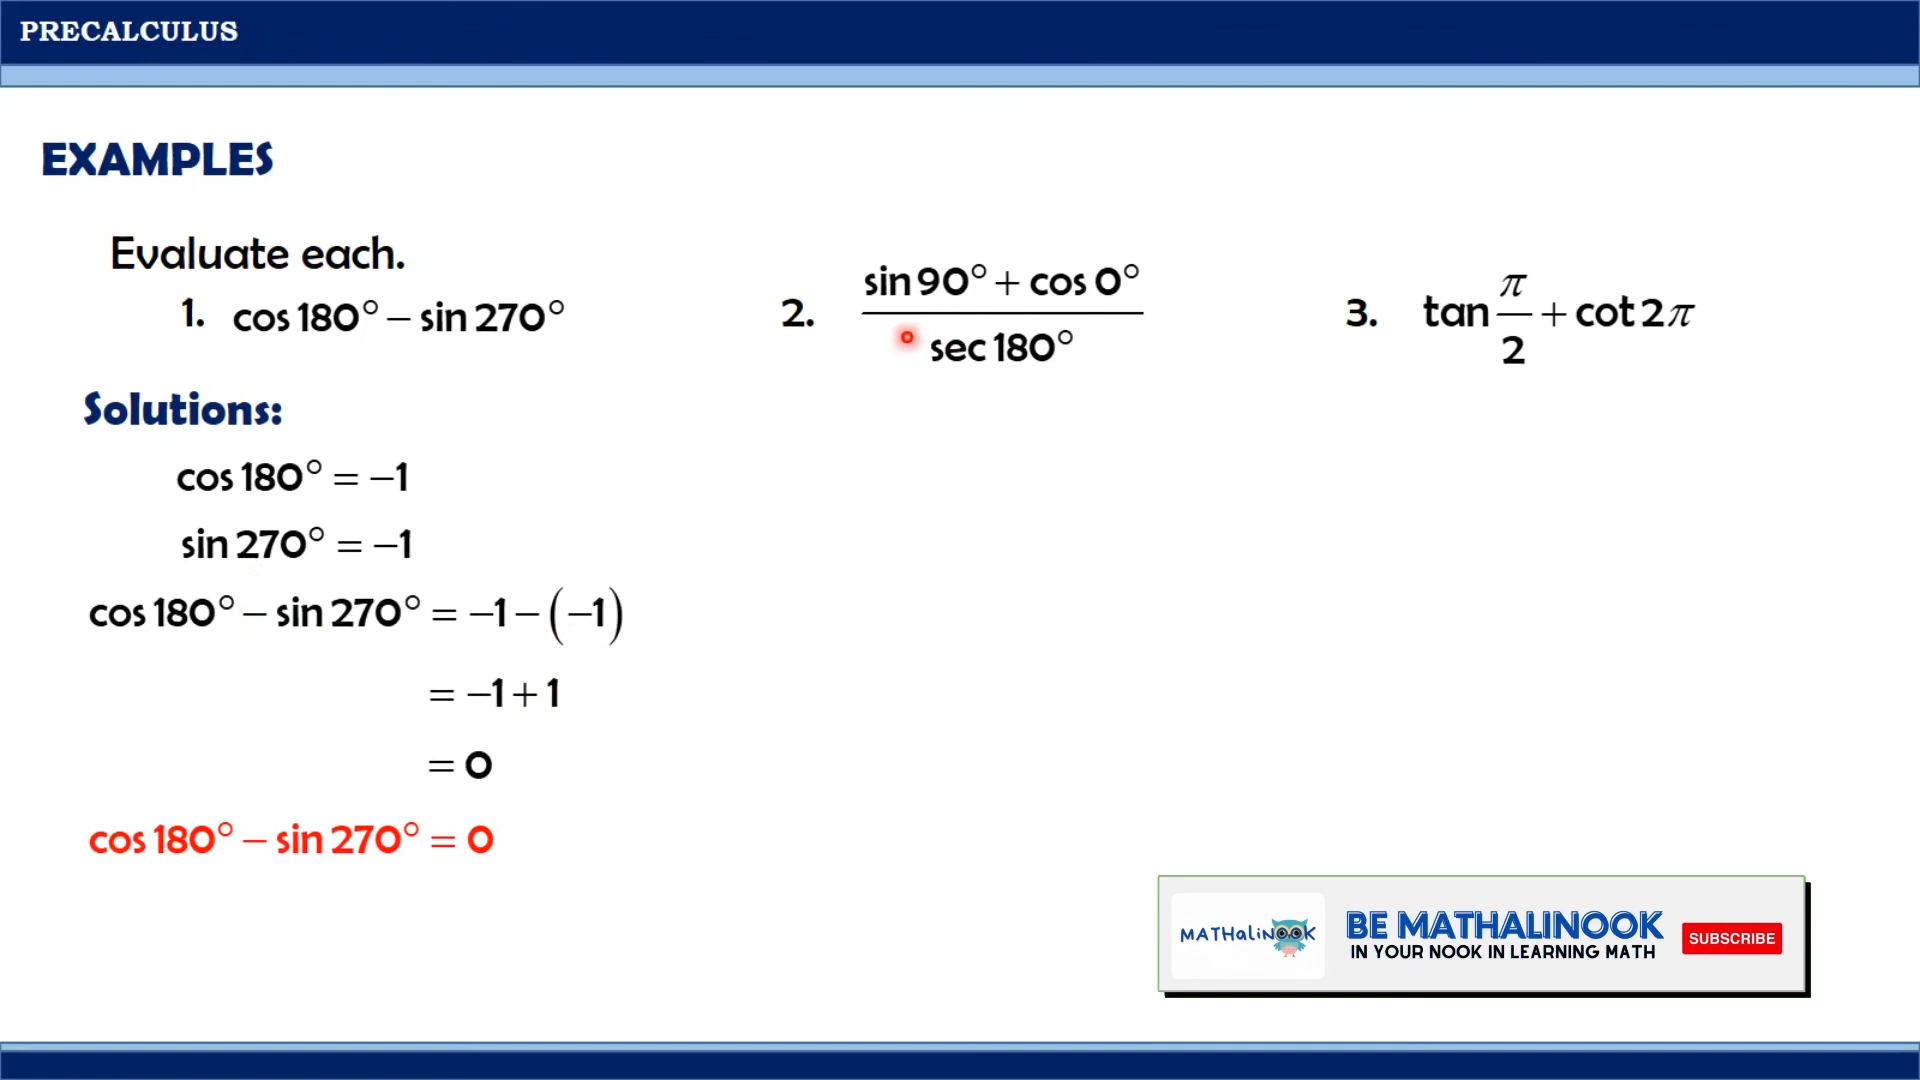 PRECALCULUS
EXAMPLES
Evaluate each.
1. cos 180° − sin 270°
2. (sin 90° + cos 0°) / (sec 180°)
3. tan π/2 + cot 2π
Solutions:
cos 180° = −1
sin 270° = −1
cos 180° − sin 270° = −1 − (−1)
= −1 + 1
= 0
cos 180° − sin 270° = 0
MATHaliNOOK
BE MATHALINOOK
IN YOUR NOOK IN LEARNING MATH
SUBSCRIBE